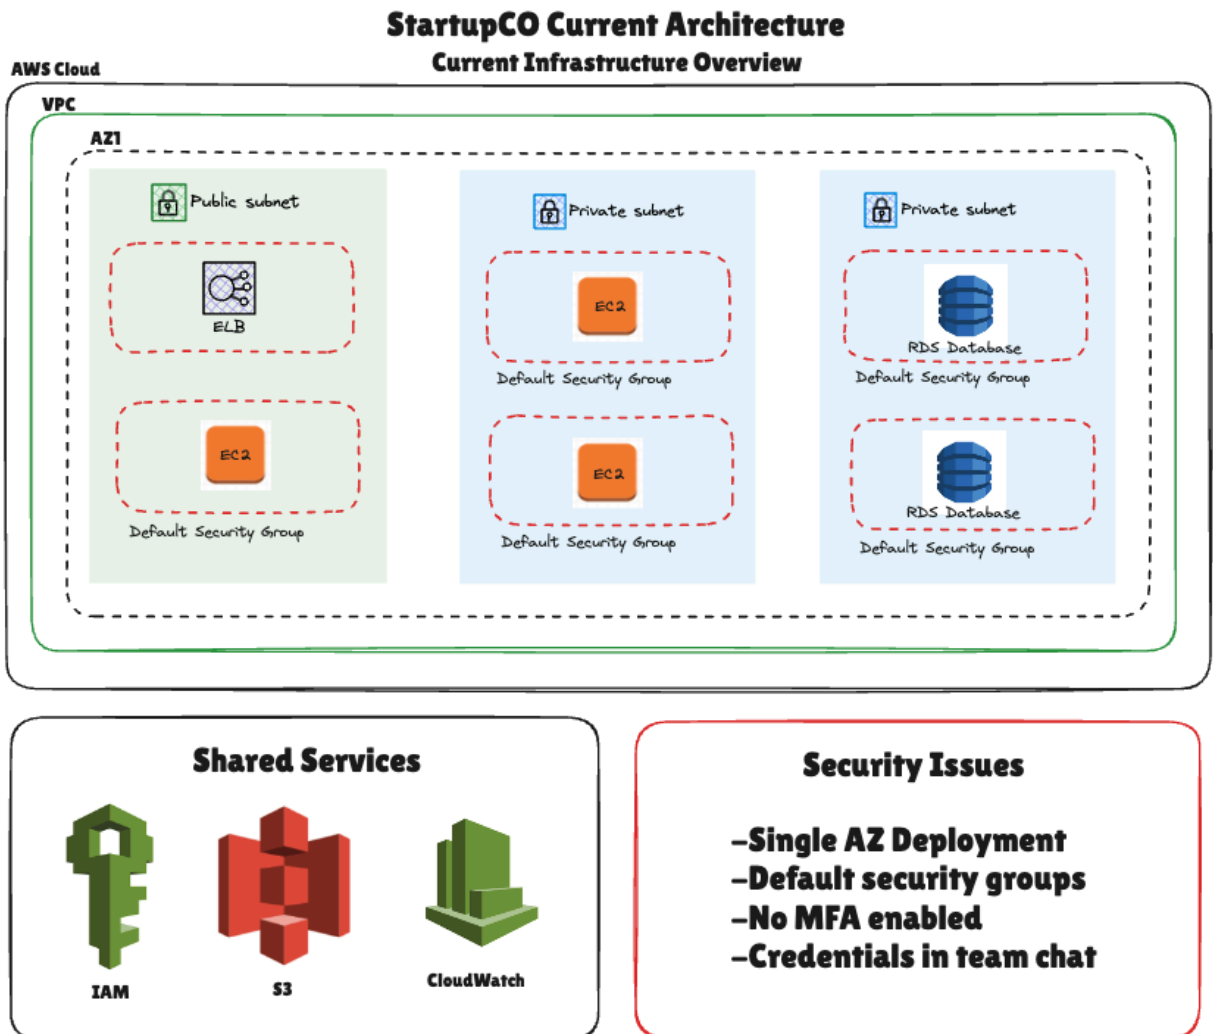 StartupCO Current Architecture
Current Infrastructure Overview
AWS Cloud
VPC
AZ1
Public subnet
ELB
EC2
Default Security Group
Private subnet
EC2
Default Security Group
EC2
Default Security Group
Private subnet
RDS Database
Default Security Group
RDS Database
Default Security Group
Shared Services
IAM
S3
CloudWatch
Security Issues
-Single AZ Deployment
-Default security groups
-No MFA enabled
-Credentials in team chat